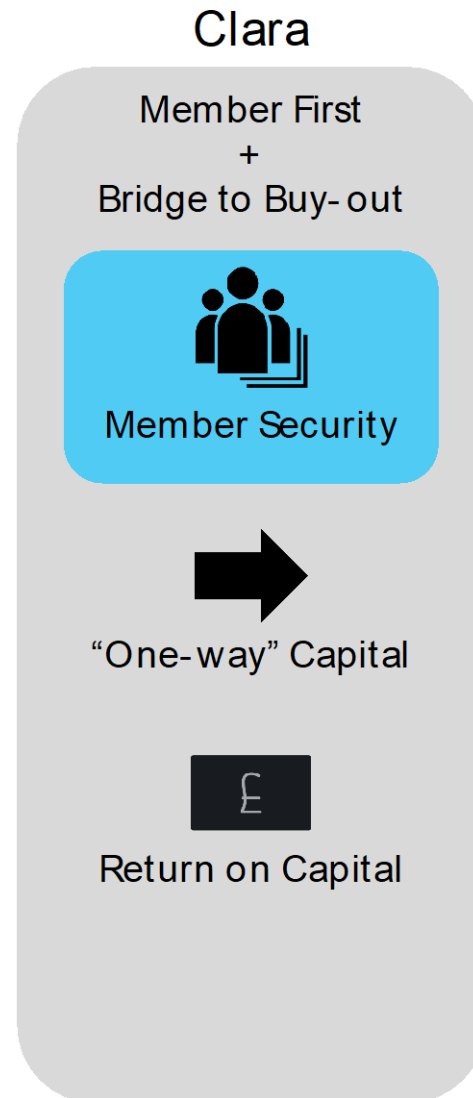 Clara
Member First
+
Bridge to Buy-out
Member Security
“One-way” Capital
£
Return on Capital